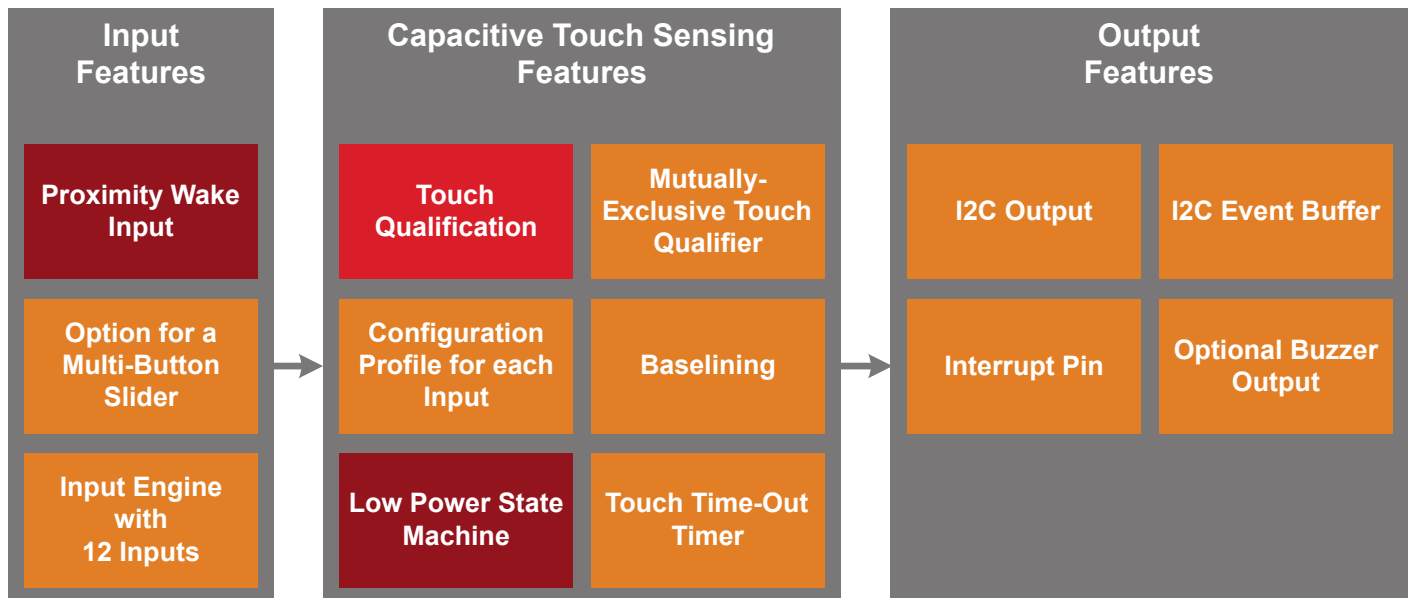 Input
Features
Proximity Wake
Input
Option for a
Multi-Button
Slider
Input Engine
with
12 Inputs
Capacitive Touch Sensing
Features
Touch
Qualification
Mutually-
Exclusive Touch
Qualifier
Configuration
Profile for each
Input
Baselining
Low Power State
Machine
Touch Time-Out
Timer
Output
Features
I2C Output
I2C Event Buffer
Interrupt Pin
Optional Buzzer
Output